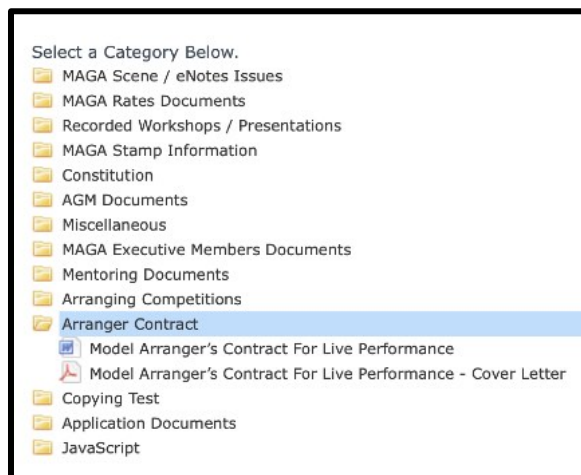 Select a Category Below.
MAGA Scene / eNotes Issues
MAGA Rates Documents
Recorded Workshops / Presentations
MAGA Stamp Information
Constitution
AGM Documents
Miscellaneous
MAGA Executive Members Documents
Mentoring Documents
Arranging Competitions
Arranger Contract
Model Arranger's Contract For Live Performance
Model Arranger's Contract For Live Performance - Cover Letter
Copying Test
Application Documents
JavaScript